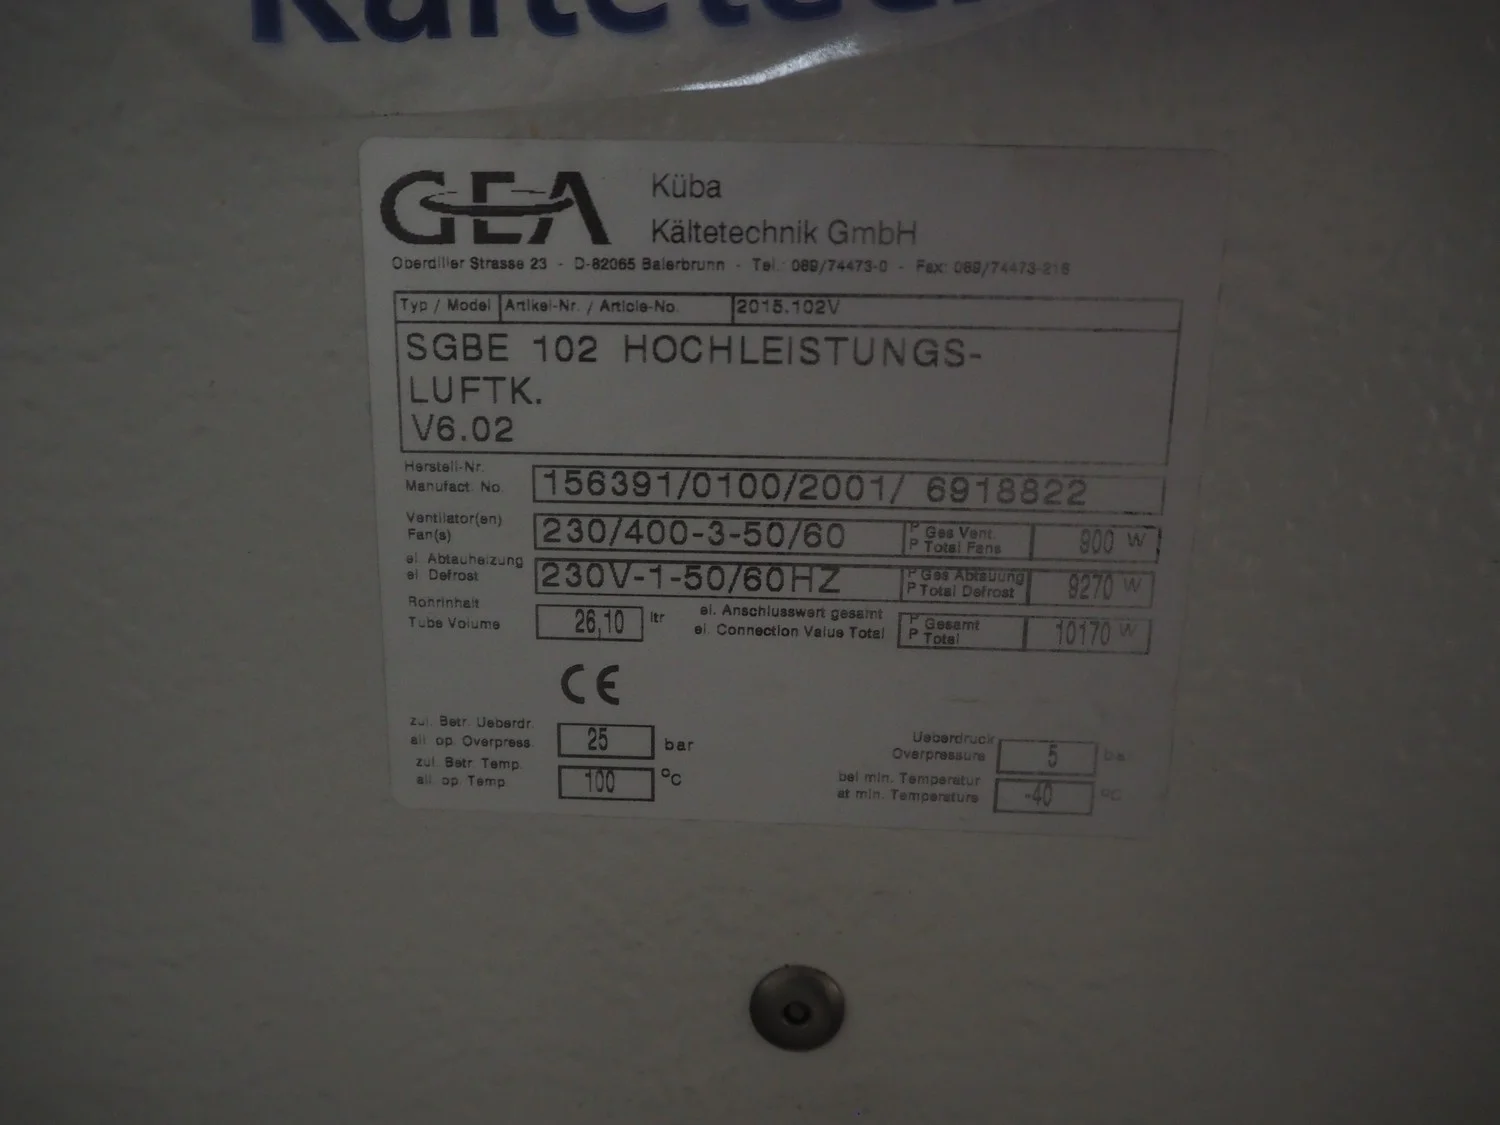 Kältetec
GEA
Küba
Kältetechnik GmbH
Oberdiller Strasse 23 - D-82065 Baierbrunn - Tel.: 089/74473-0 - Fax: 089/74473-216
Typ / Model Artikel-Nr. / Article-No. 2015.102V
SGBE 102 HOCHLEISTUNGS-
LUFTK.
V6.02
Herstell-Nr.
Manufact. No. 156391/0100/2001/ 6918822
Ventilator(en)
Fan(s) 230/400-3-50/60 P Ges Vent.
P Total Fans 900 W
el. Abtauheizung
el Defrost 230V-1-50/60HZ P Ges Abtauung
P Total Defrost 9270 W
Rohrinhalt
Tube Volume 26,10 ltr
el. Anschlusswert gesamt
el. Connection Value Total
P Gesamt
P Total 10170 W
CE
zul. Betr. Ueberdr.
all. op. Overpress. 25 bar
zul. Betr. Temp.
all. op Temp. 100 °C
Ueberdruck
Overpressure 5 ba
bei min. Temperatur
at min. Temperature -40 °C